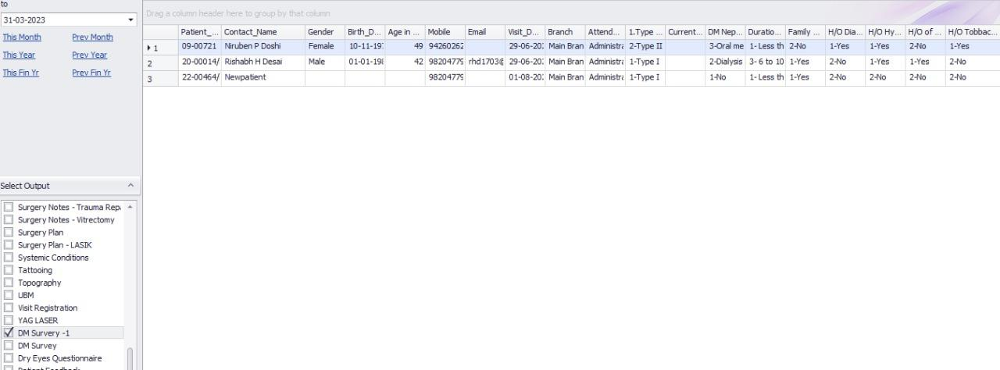 to
31-03-2023
This Month Prev Month
This Year Prev Year
This Fin Yr Prev Fin Yr
Select Output
Surgery Notes - Trauma Repa
Surgery Notes - Vitrectomy
Surgery Plan
Surgery Plan - LASIK
Systemic Conditions
Tattooing
Topography
UBM
Visit Registration
YAG LASER
DM Survery -1
DM Survey
Dry Eyes Questionnaire
Patient Feedback
Drag a column header here to group by that column
Patient_... Contact_Name Gender Birth_D... Age in ... Mobile Email Visit_D... Branch Attend... 1.Type ... Current... DM Nep... Duratio... Family ... H/O Dia... H/O Hy... H/O of ... H/O Tobbac...
1 09-00721 Niruben P Doshi Female 10-11-197 49 94260262 29-06-202 Main Bran Administra 2-Type II 3-Oral me 1- Less th 2-No 1-Yes 1-Yes 2-No 1-Yes
2 20-00014/ Rishabh H Desai Male 01-01-198 42 98204779 rhd1703@ 29-06-202 Main Bran Administra 1-Type I 2-Dialysis 3- 6 to 10 1-Yes 2-No 1-Yes 1-Yes 2-No
3 22-00464/ Newpatient 98204779 01-08-202 Main Bran Administra 1-Type I 1-No 1- Less th 1-Yes 2-No 2-No 2-No 2-No